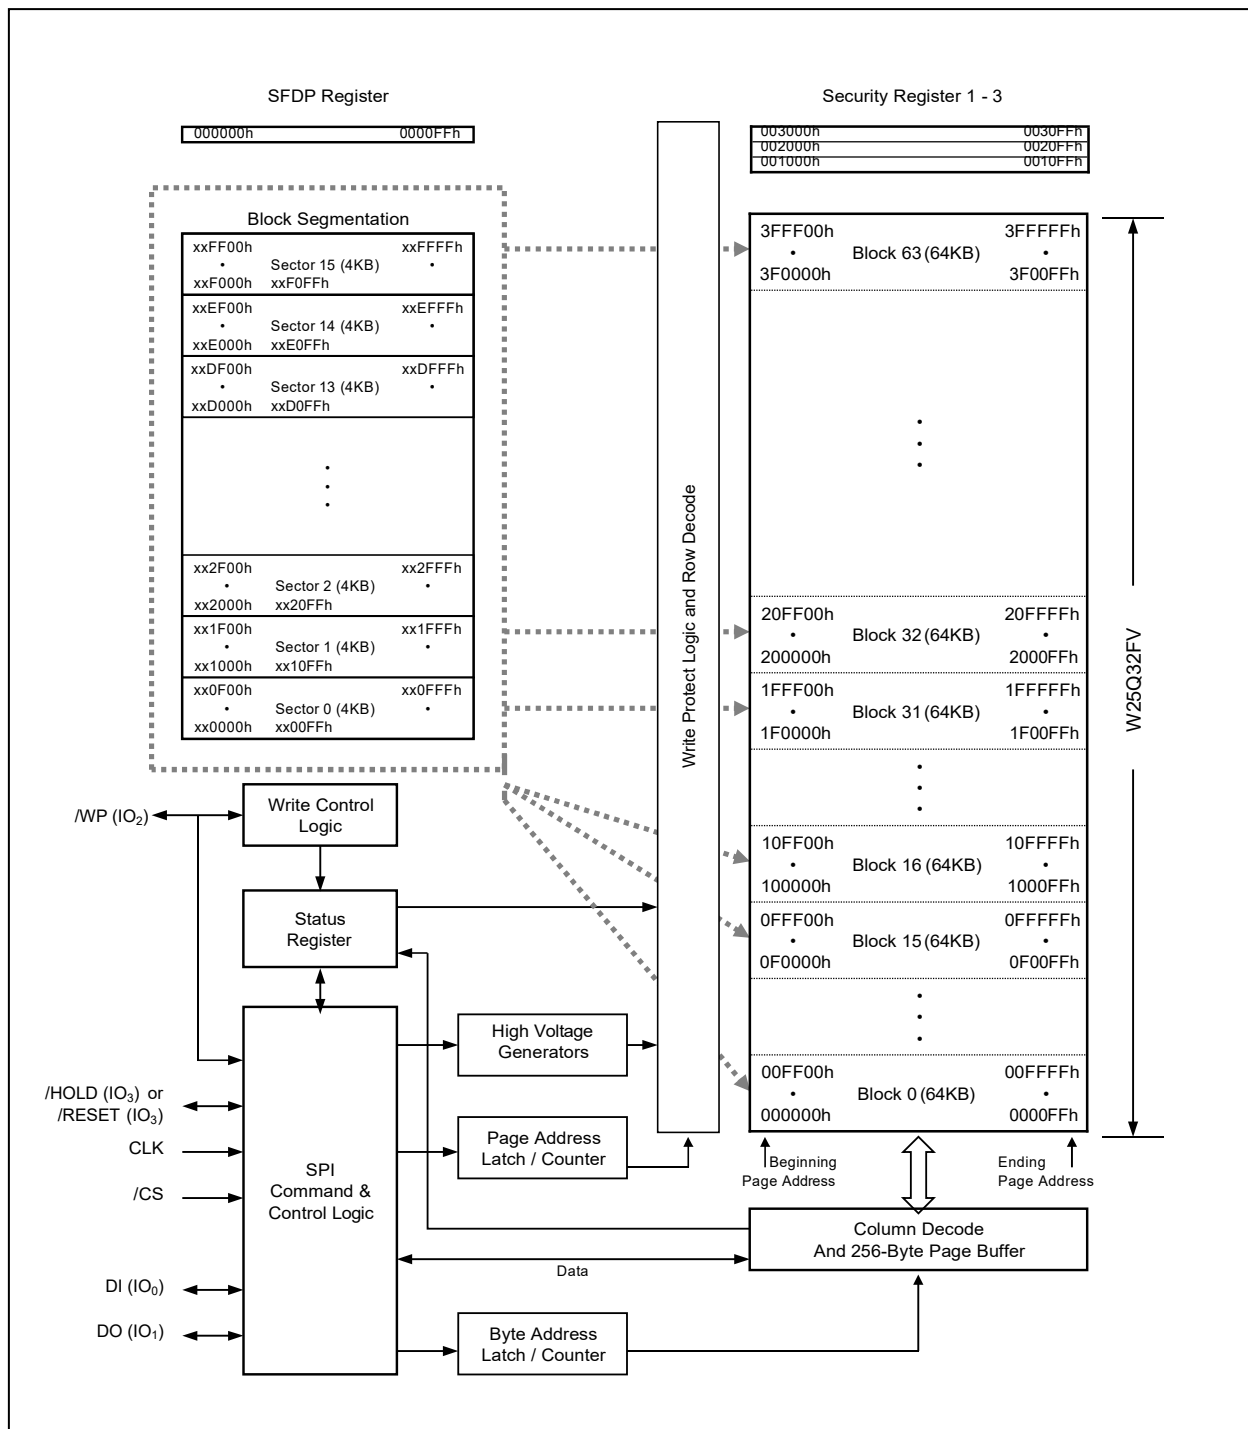 SFDP Register
000000h 0000FFh
Security Register 1 - 3
003000h 0030FFh
002000h 0020FFh
001000h 0010FFh
Block Segmentation
xxFF00h xxFFFFh
• Sector 15 (4KB) •
xxF000h xxF0FFh
xxEF00h xxEFFFh
• Sector 14 (4KB) •
xxE000h xxE0FFh
xxDF00h xxDFFFh
• Sector 13 (4KB) •
xxD000h xxD0FFh
•
•
•
xx2F00h xx2FFFh
• Sector 2 (4KB) •
xx2000h xx20FFh
xx1F00h xx1FFFh
• Sector 1 (4KB) •
xx1000h xx10FFh
xx0F00h xx0FFFh
• Sector 0 (4KB) •
xx0000h xx00FFh
Write Protect Logic and Row Decode
3FFF00h 3FFFFFh
• Block 63 (64KB) •
3F0000h 3F00FFh
•
•
•
20FF00h 20FFFFh
• Block 32 (64KB) •
200000h 2000FFh
1FFF00h 1FFFFFh
• Block 31 (64KB) •
1F0000h 1F00FFh
•
•
•
10FF00h 10FFFFh
• Block 16 (64KB) •
100000h 1000FFh
0FFF00h 0FFFFFh
• Block 15 (64KB) •
0F0000h 0F00FFh
•
•
•
00FF00h 00FFFFh
• Block 0 (64KB) •
000000h 0000FFh
W25Q32FV
Beginning
Page Address
Ending
Page Address
/WP (IO2)
Write Control
Logic
Status
Register
High Voltage
Generators
/HOLD (IO3) or
/RESET (IO3)
CLK
/CS
SPI
Command &
Control Logic
Page Address
Latch / Counter
Column Decode
And 256-Byte Page Buffer
Data
DI (IO0)
DO (IO1)
Byte Address
Latch / Counter